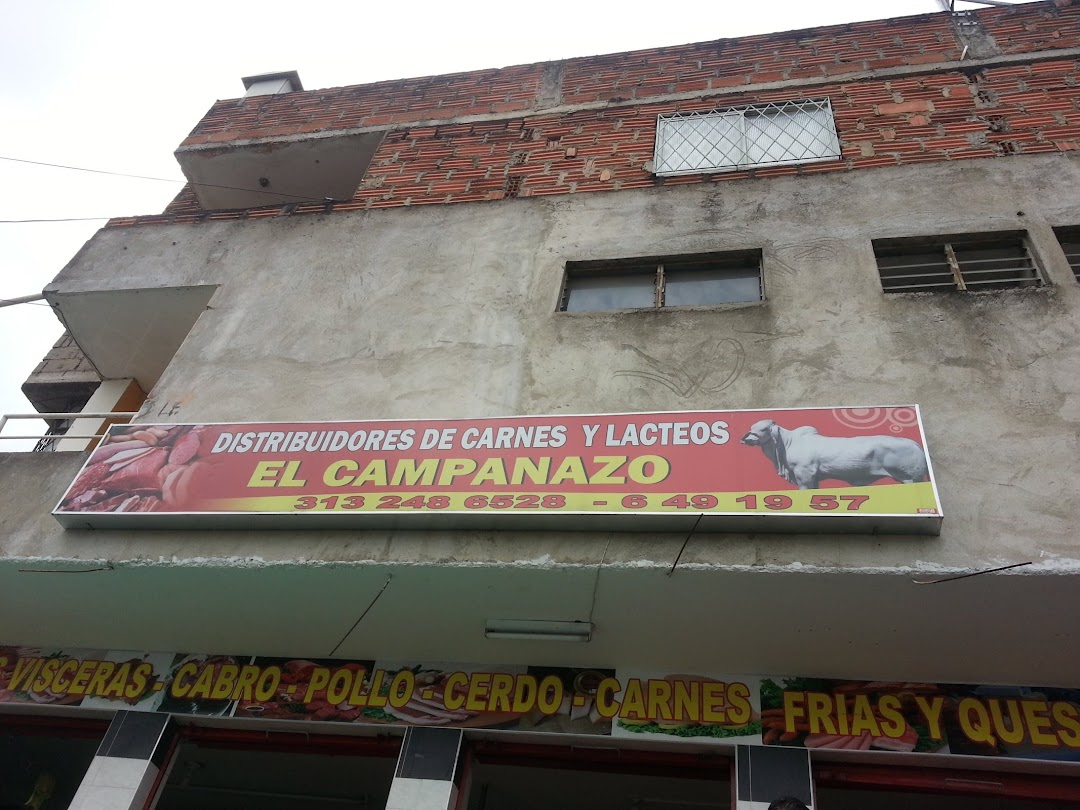 DISTRIBUIDORES DE CARNES Y LACTEOS
EL CAMPANAZO
313 248 6528 - 6 49 19 57
VISCERAS - CABRO - POLLO - CERDO - CARNES FRIAS Y QUES